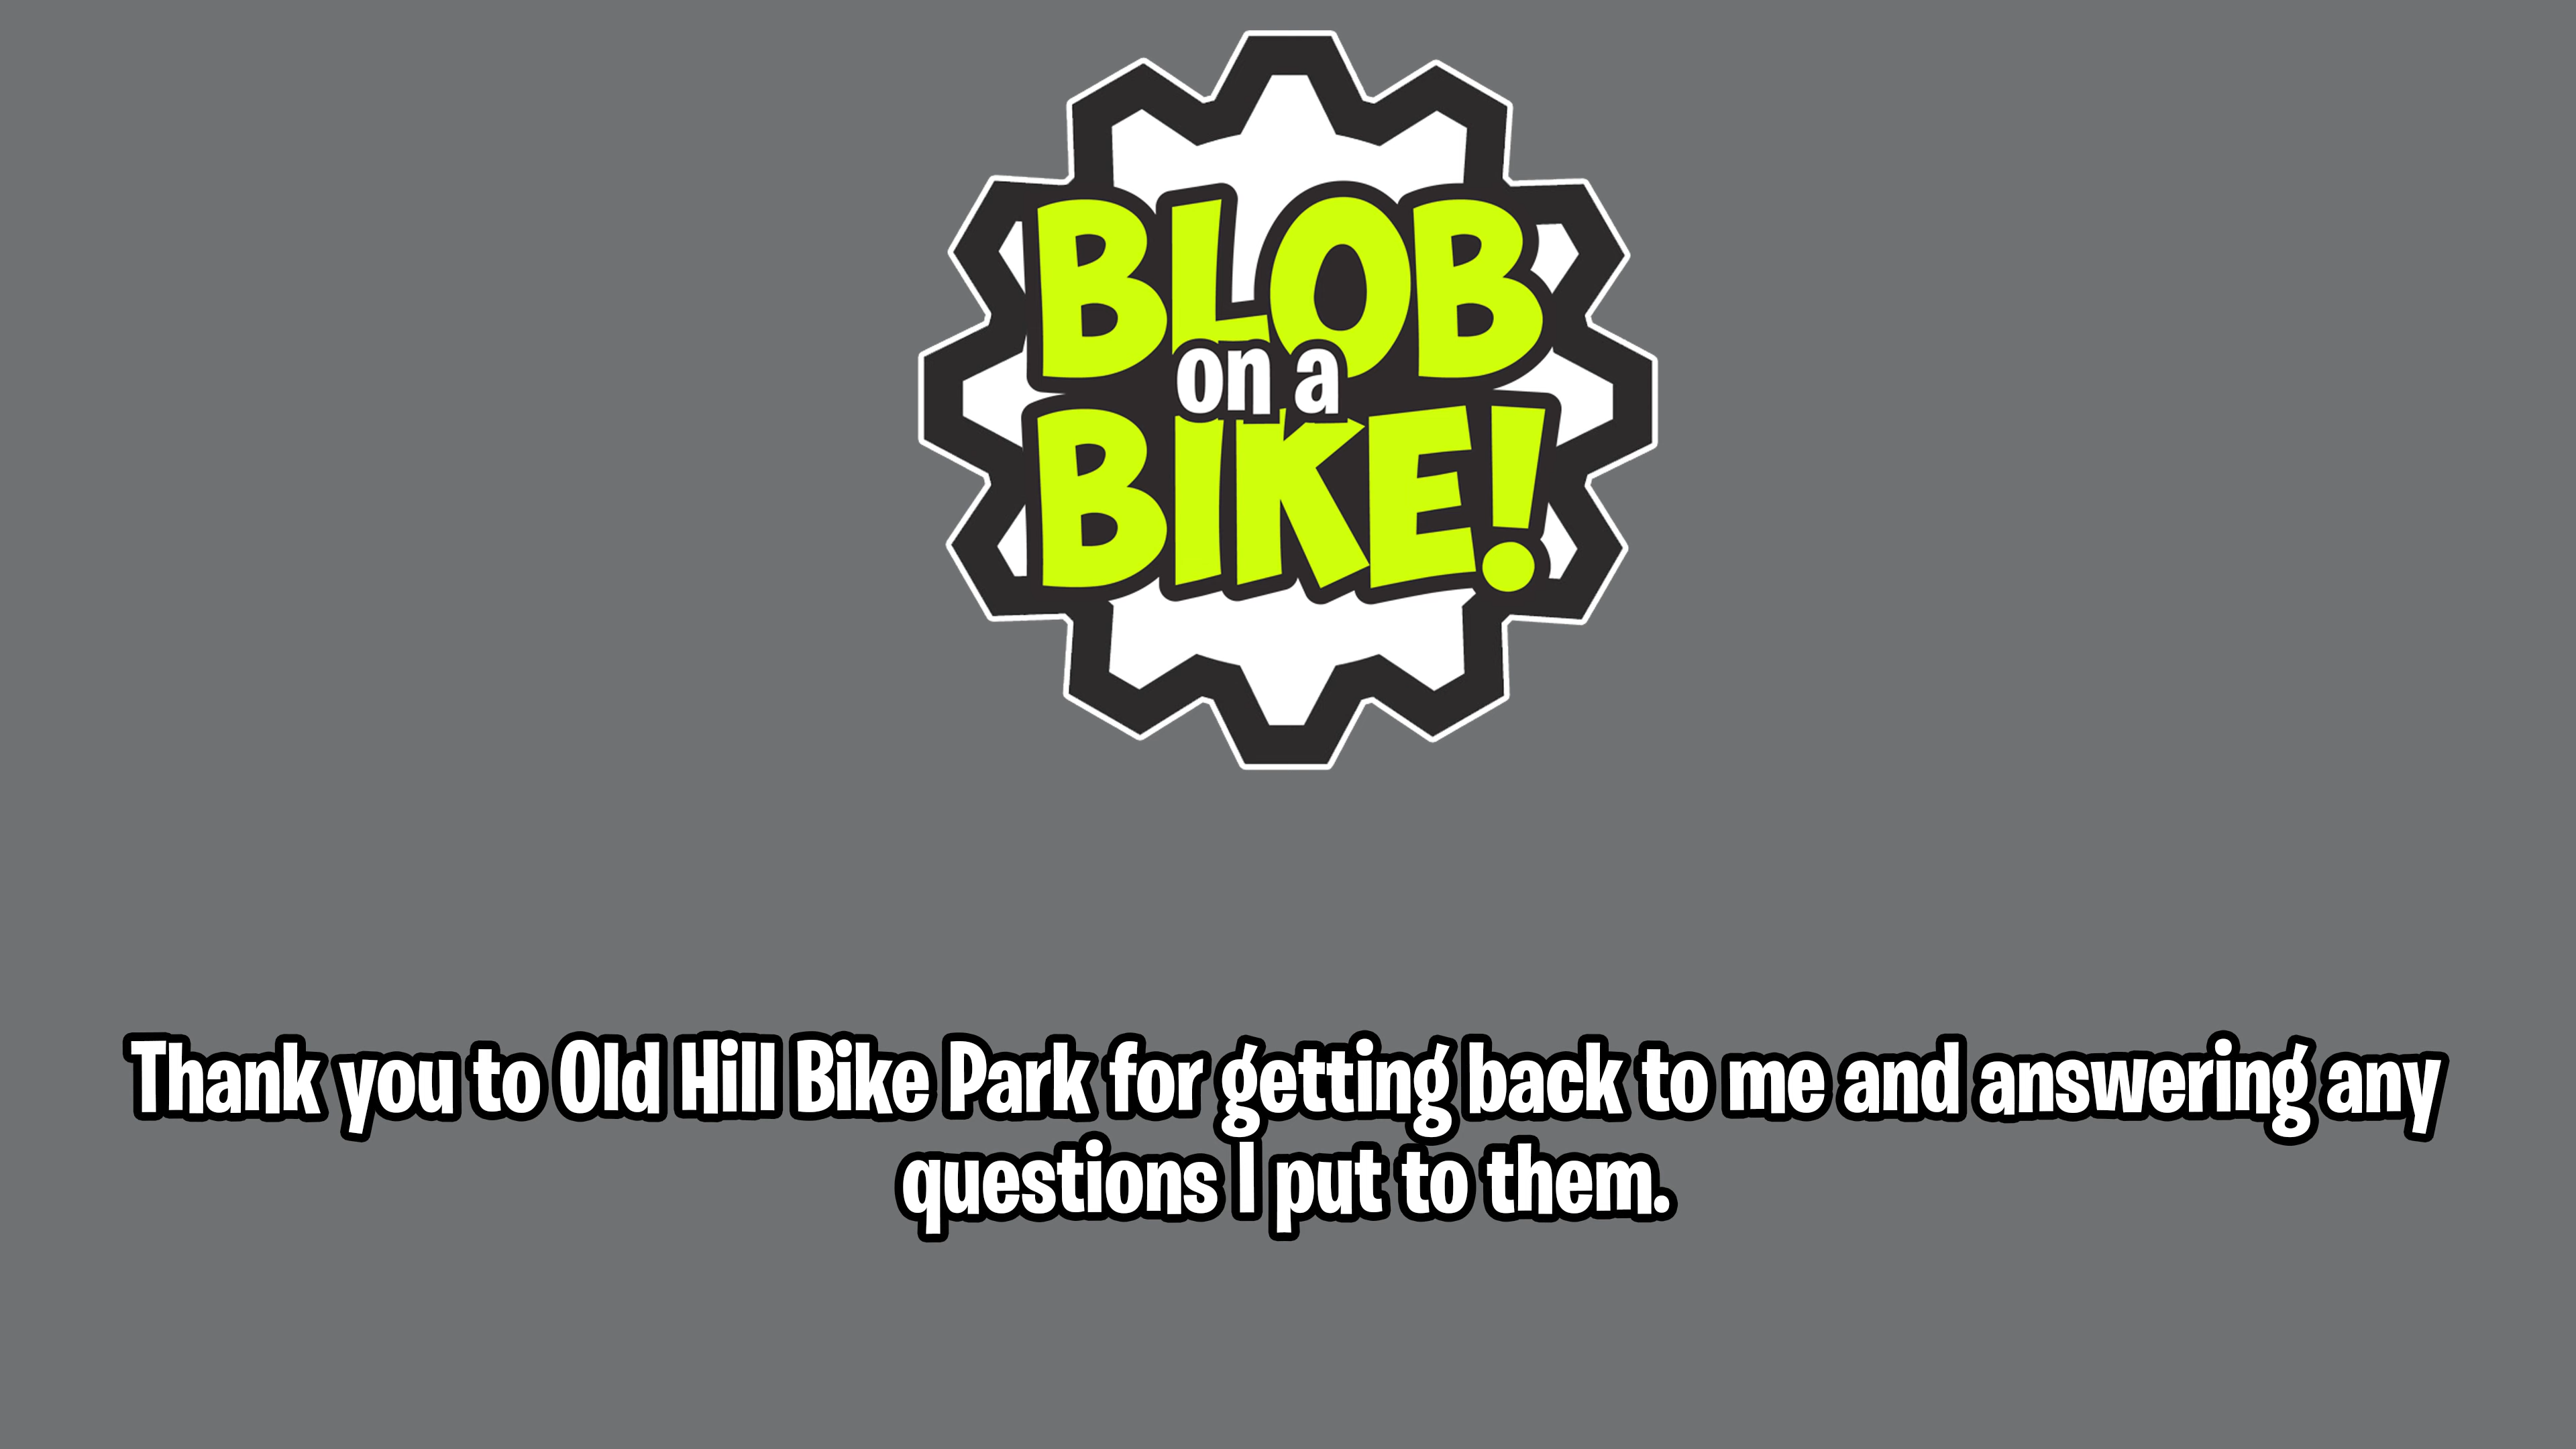 BLOB
on a
BIKE!
Thank you to Old Hill Bike Park for getting back to me and answering any
questions I put to them.